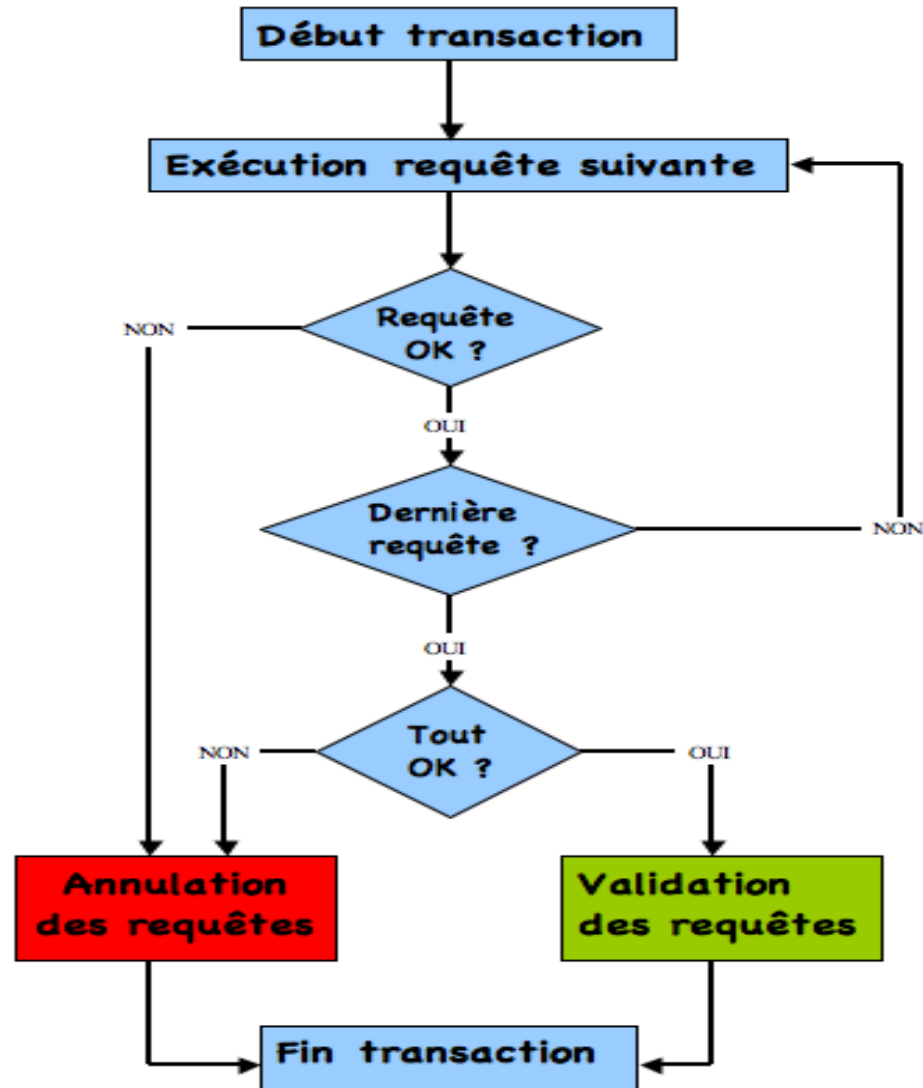 Début transaction
Exécution requête suivante
Requête
OK ?
NON
OUI
Dernière
requête ?
NON
OUI
Tout
OK ?
NON
OUI
Annulation
des requêtes
Validation
des requêtes
Fin transaction